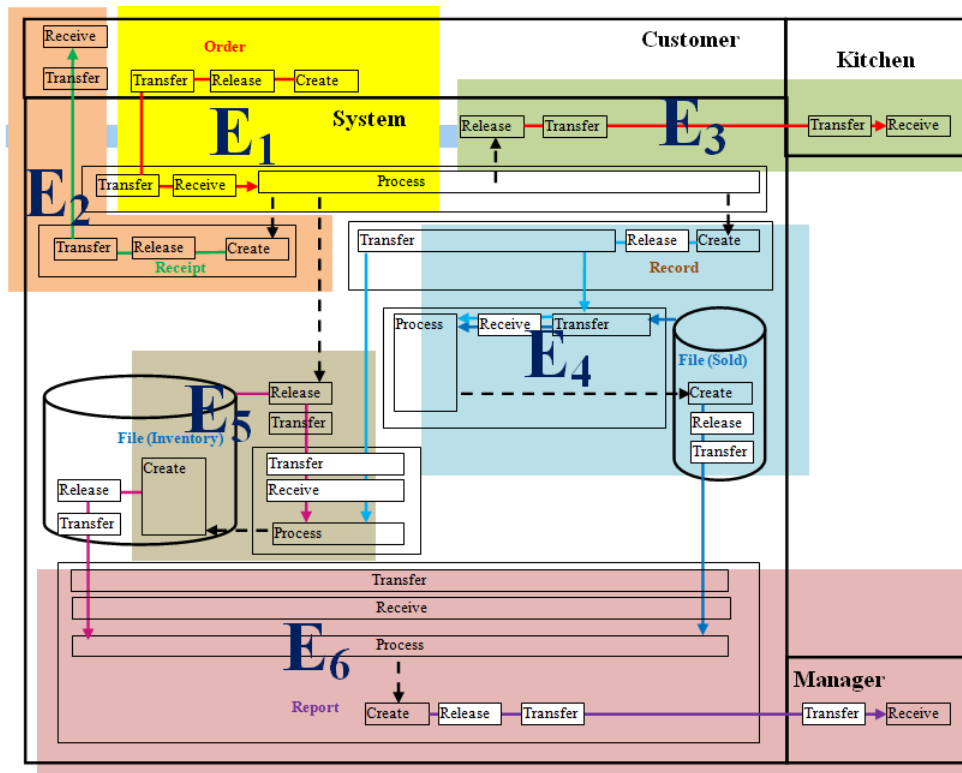 Receive
Order
Customer
Kitchen
Transfer
Transfer
Release
Create
System
E1
Release
Transfer
E3
Transfer
Receive
E2
Transfer
Receive
Process
Transfer
Release
Create
Receipt
Transfer
Release
Create
Record
Process
Receive
Transfer
E4
File (Sold)
Create
Release
Transfer
E5
Release
Transfer
File (Inventory)
Create
Release
Transfer
Transfer
Receive
Process
Transfer
Receive
Process
E6
Report
Create
Release
Transfer
Manager
Transfer
Receive